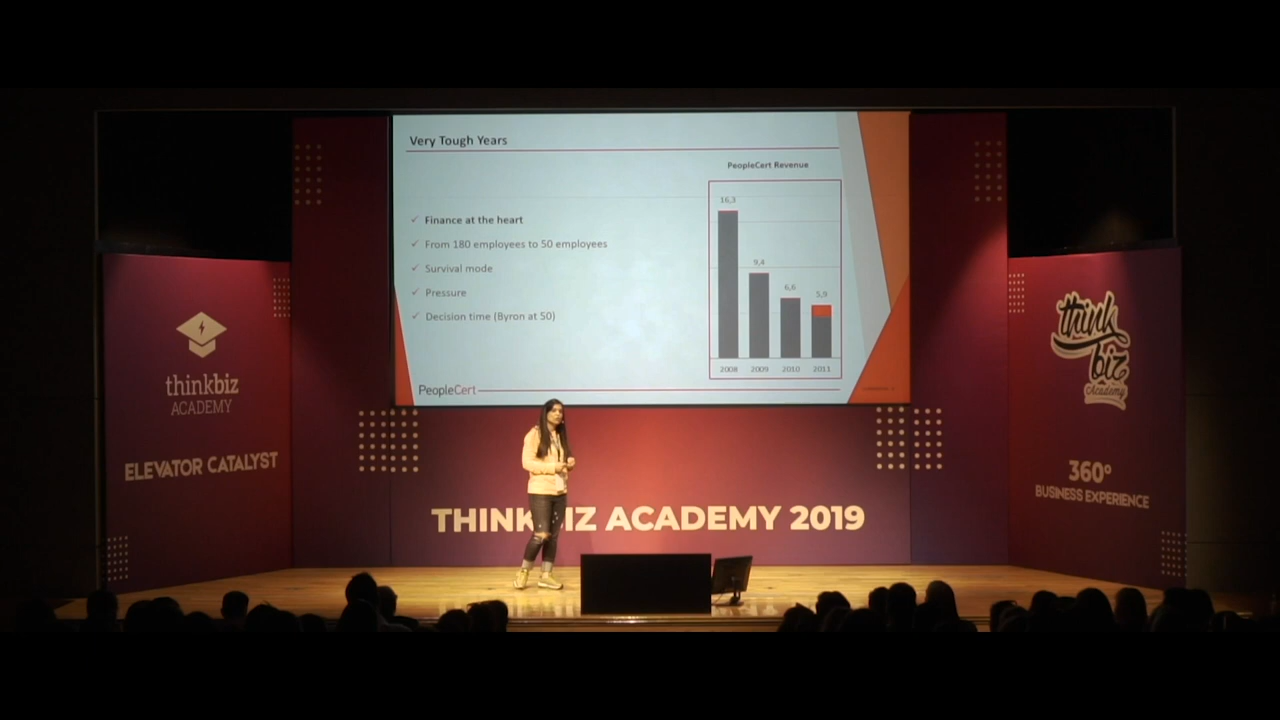 Very Tough Years
PeopleCert Revenue
✓ Finance at the heart
✓ From 180 employees to 50 employees
✓ Survival mode
✓ Pressure
✓ Decision time (Byron at 50)
16,3
9,4
6,6
5,9
2008 2009 2010 2011
PeopleCert
thinkbiz
ACADEMY
ELEVATOR CATALYST
THINKBIZ ACADEMY 2019
think
biz
Academy
360°
BUSINESS EXPERIENCE